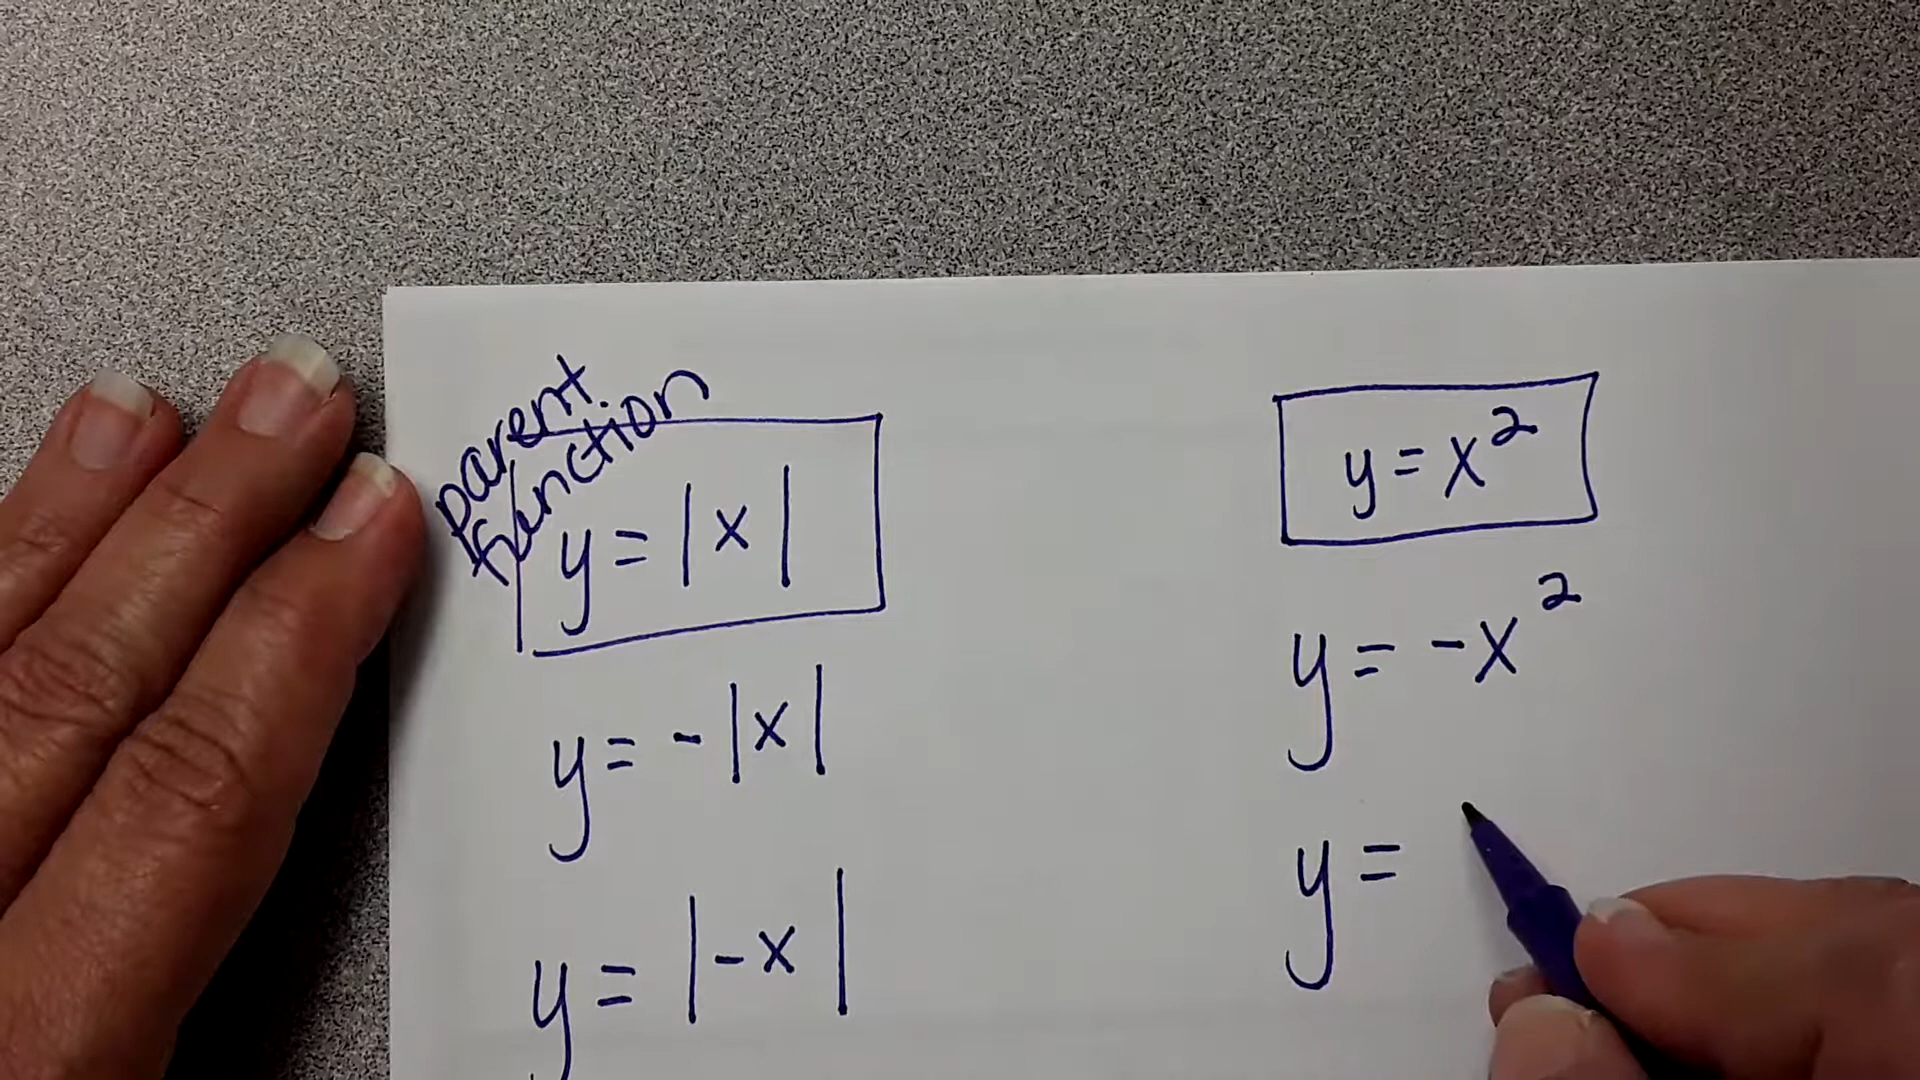 parent
function
y = |x|
y = -|x|
y = |-x|
y = x²
y = -x²
y =